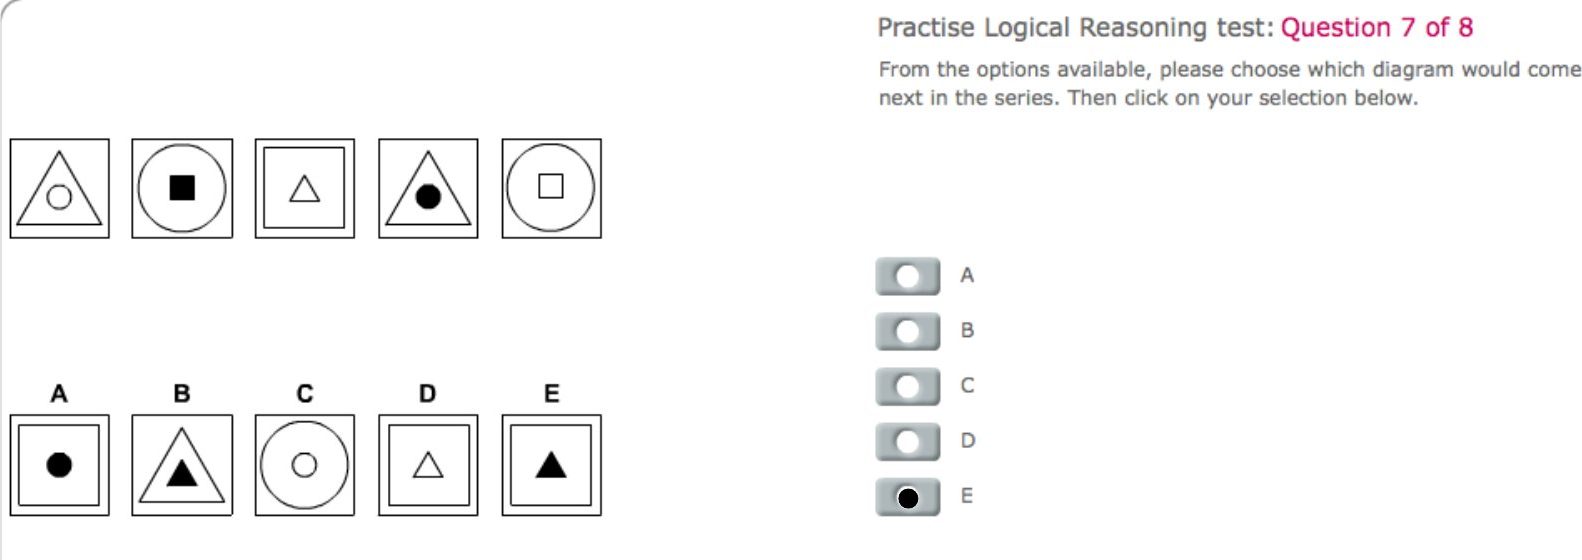 Practise Logical Reasoning test: Question 7 of 8
From the options available, please choose which diagram would come
next in the series. Then click on your selection below.
A B C D E
A
B
C
D
E